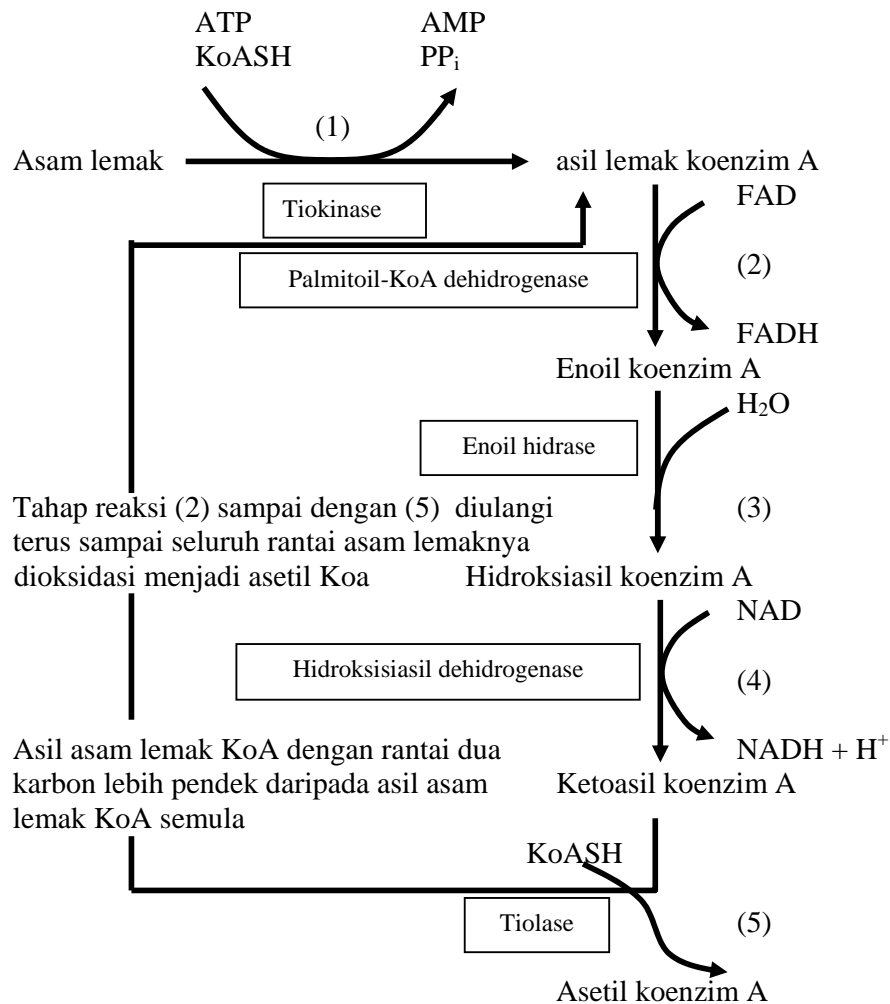 ATP AMP
KoASH PPi
(1)
Asam lemak asil lemak koenzim A
Tiokinase FAD
Palmitoil-KoA dehidrogenase (2)
FADH
Enoil koenzim A
H₂O
Enoil hidrase
Tahap reaksi (2) sampai dengan (5) diulangi (3)
terus sampai seluruh rantai asam lemaknya
dioksidasi menjadi asetil Koa Hidroksiasil koenzim A
NAD
Hidroksisiasil dehidrogenase (4)
Asil asam lemak KoA dengan rantai dua NADH + H⁺
karbon lebih pendek daripada asil asam Ketoasil koenzim A
lemak KoA semula
KoASH
Tiolase (5)
Asetil koenzim A